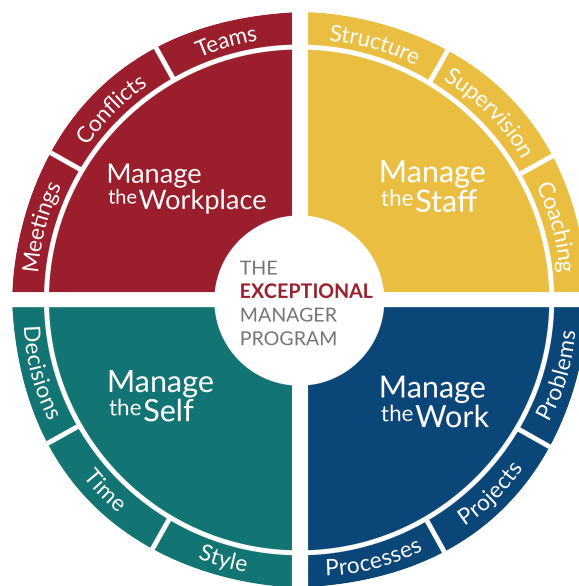 Teams
Conflicts
Meetings
Manage
the Workplace
Structure
Supervision
Coaching
Manage
the Staff
THE
EXCEPTIONAL
MANAGER
PROGRAM
Decisions
Time
Style
Manage
the Self
Problems
Projects
Processes
Manage
the Work